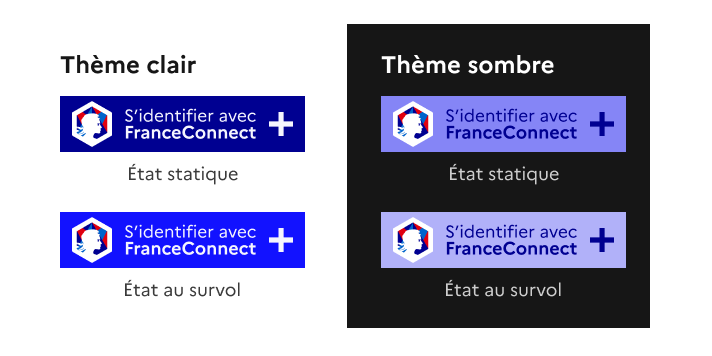 Thème clair
S’identifier avec
FranceConnect +
État statique
S’identifier avec
FranceConnect +
État au survol
Thème sombre
S’identifier avec
FranceConnect +
État statique
S’identifier avec
FranceConnect +
État au survol